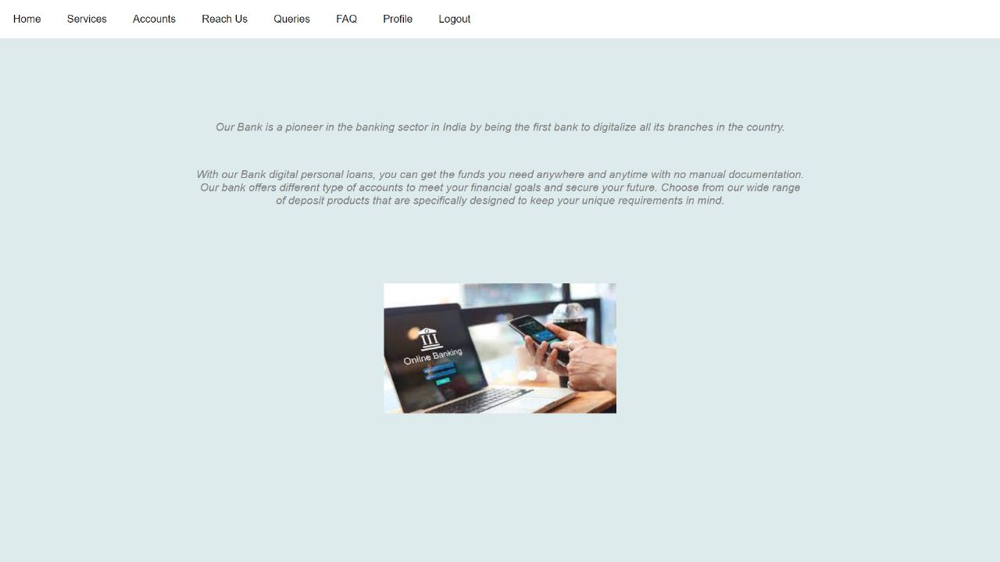 Home Services Accounts Reach Us Queries FAQ Profile Logout
Our Bank is a pioneer in the banking sector in India by being the first bank to digitalize all its branches in the country.
With our Bank digital personal loans, you can get the funds you need anywhere and anytime with no manual documentation.
Our bank offers different type of accounts to meet your financial goals and secure your future. Choose from our wide range
of deposit products that are specifically designed to keep your unique requirements in mind.
Online Banking